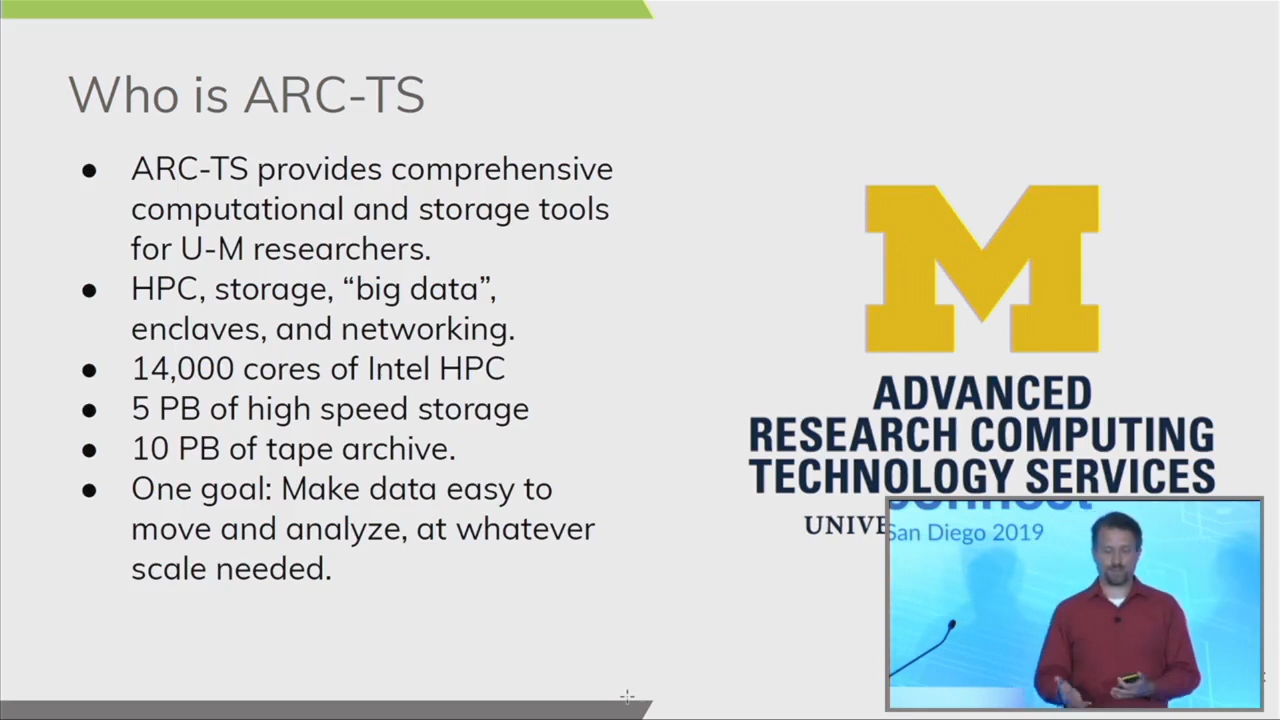 Who is ARC-TS
● ARC-TS provides comprehensive
computational and storage tools
for U-M researchers.
● HPC, storage, “big data”,
enclaves, and networking.
● 14,000 cores of Intel HPC
● 5 PB of high speed storage
● 10 PB of tape archive.
● One goal: Make data easy to
move and analyze, at whatever
scale needed.
M
ADVANCED
RESEARCH COMPUTING
TECHNOLOGY SERVICES
San Diego 2019